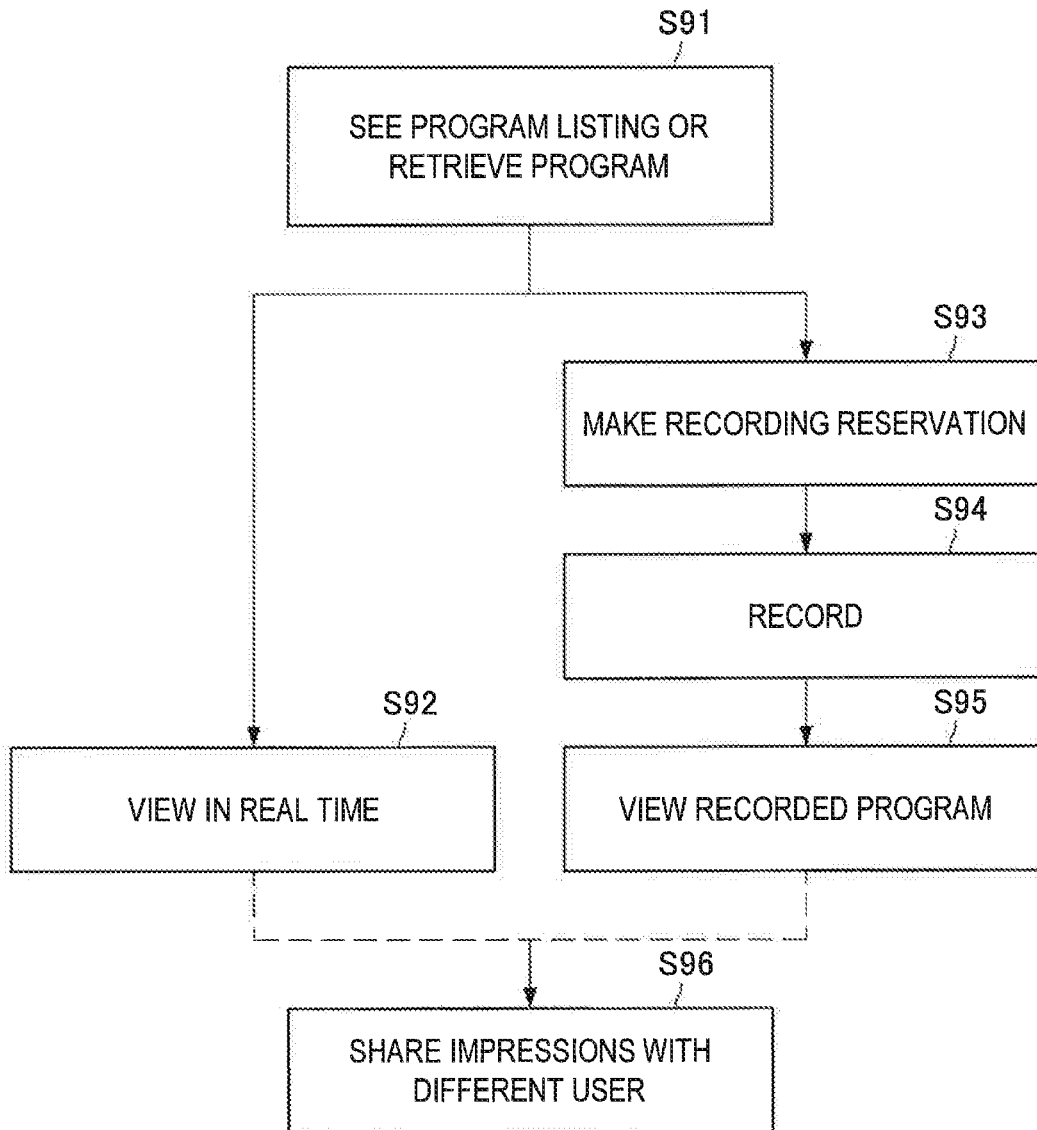 S91
SEE PROGRAM LISTING OR
RETRIEVE PROGRAM
S93
MAKE RECORDING RESERVATION
S94
RECORD
S92
VIEW IN REAL TIME
S95
VIEW RECORDED PROGRAM
S96
SHARE IMPRESSIONS WITH
DIFFERENT USER